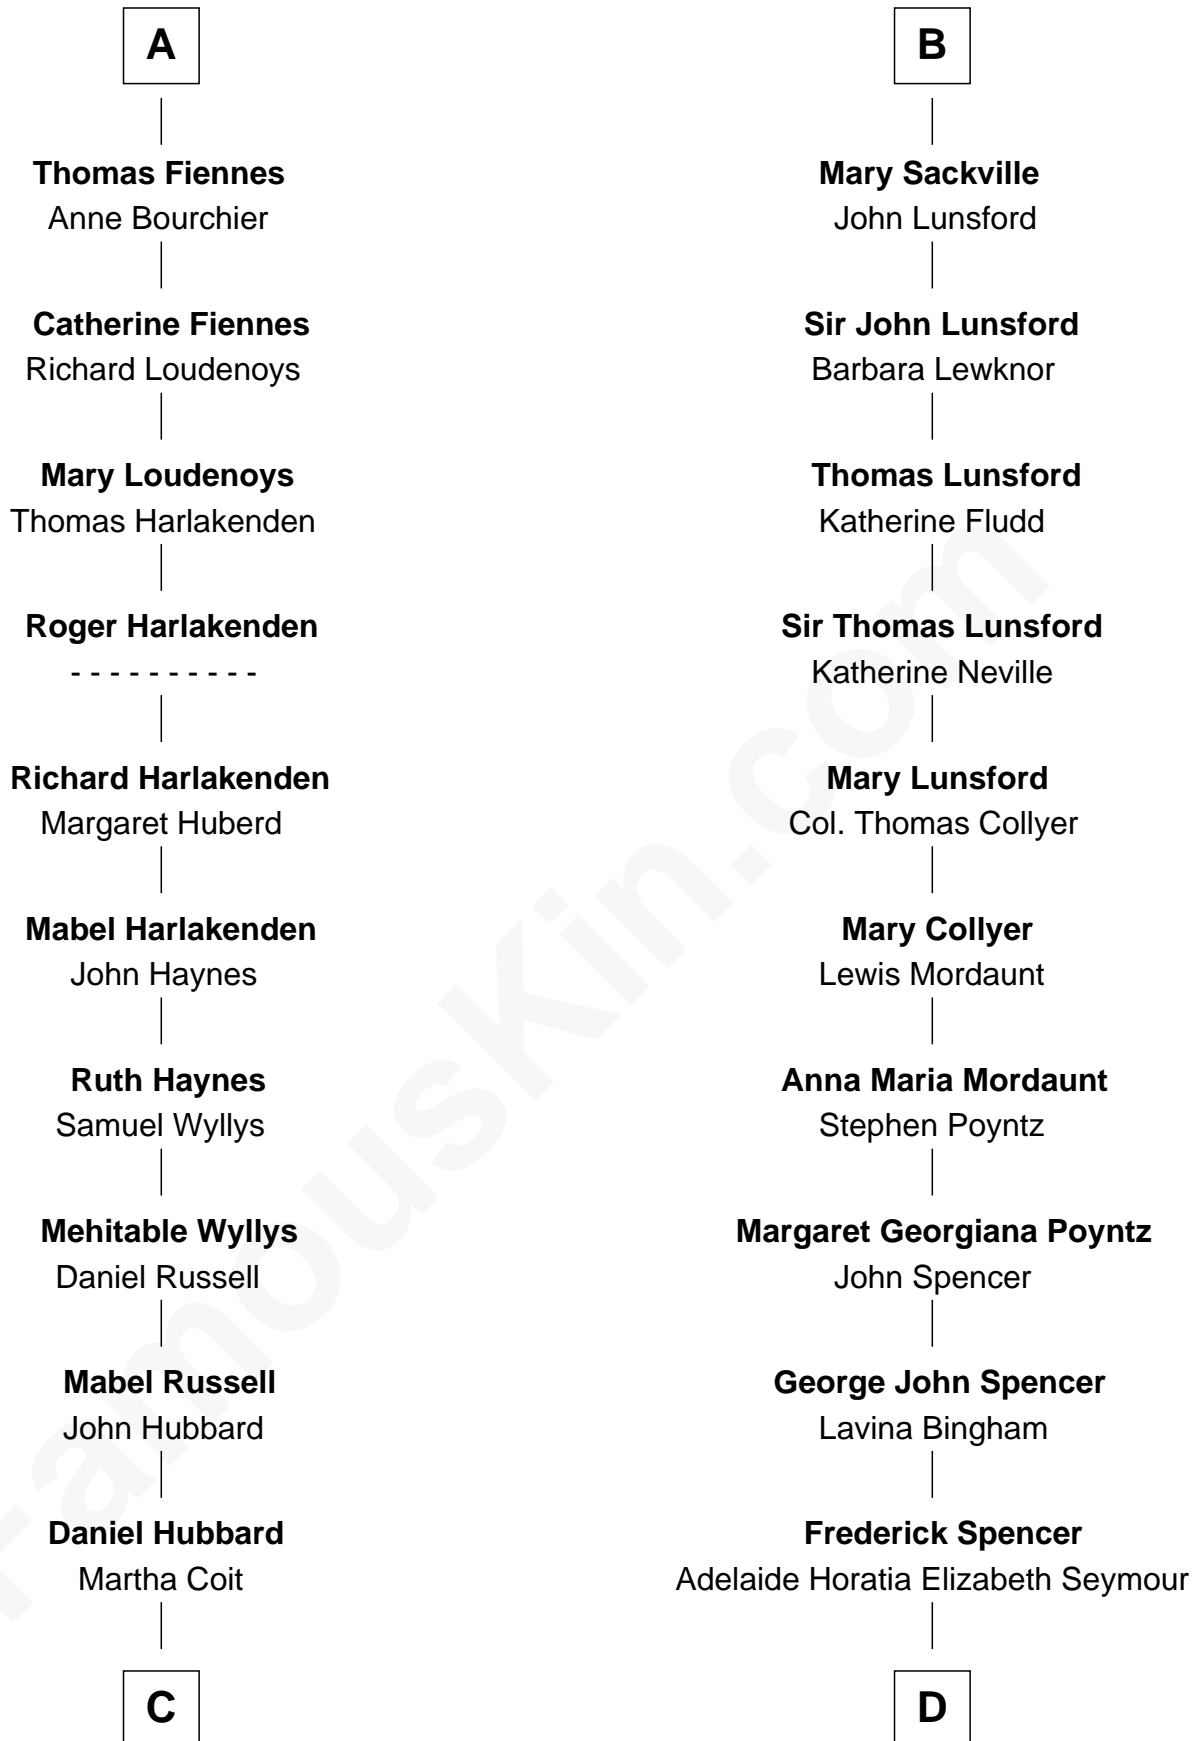 A
Thomas Fiennes
Anne Bourchier
Catherine Fiennes
Richard Loudenoys
Mary Loudenoys
Thomas Harlakenden
Roger Harlakenden
- - - - - - - - - -
Richard Harlakenden
Margaret Huberd
Mabel Harlakenden
John Haynes
Ruth Haynes
Samuel Wyllys
Mehitable Wyllys
Daniel Russell
Mabel Russell
John Hubbard
Daniel Hubbard
Martha Coit
C
B
Mary Sackville
John Lunsford
Sir John Lunsford
Barbara Lewknor
Thomas Lunsford
Katherine Fludd
Sir Thomas Lunsford
Katherine Neville
Mary Lunsford
Col. Thomas Collyer
Mary Collyer
Lewis Mordaunt
Anna Maria Mordaunt
Stephen Poyntz
Margaret Georgiana Poyntz
John Spencer
George John Spencer
Lavina Bingham
Frederick Spencer
Adelaide Horatia Elizabeth Seymour
D
FamousKin.com